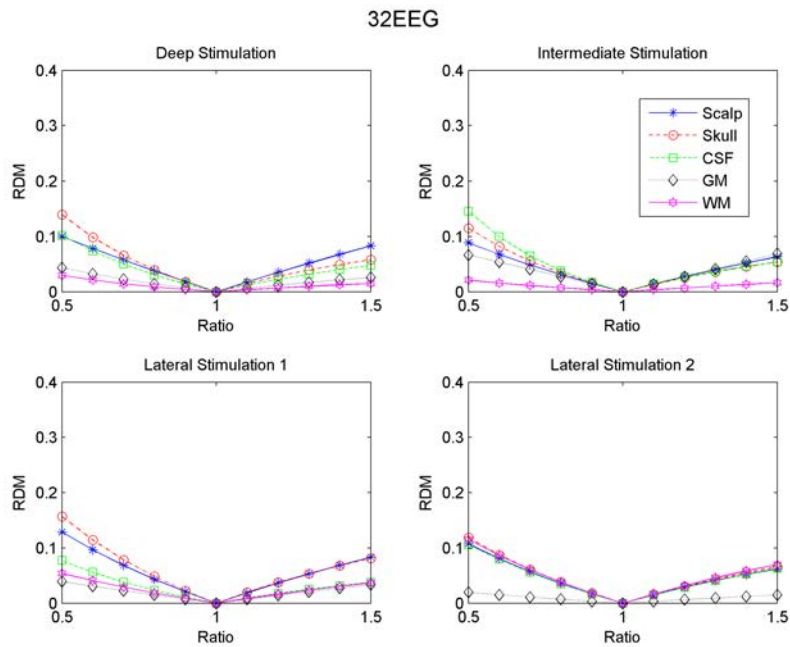 32EEG
Deep Stimulation
0.4
0.3
0.2
0.1
0
RDM
0.5
1
1.5
Ratio
Intermediate Stimulation
0.4
0.3
0.2
0.1
0
RDM
Scalp
Skull
CSF
GM
WM
0.5
1
1.5
Ratio
Lateral Stimulation 1
0.4
0.3
0.2
0.1
0
RDM
0.5
1
1.5
Ratio
Lateral Stimulation 2
0.4
0.3
0.2
0.1
0
RDM
0.5
1
1.5
Ratio